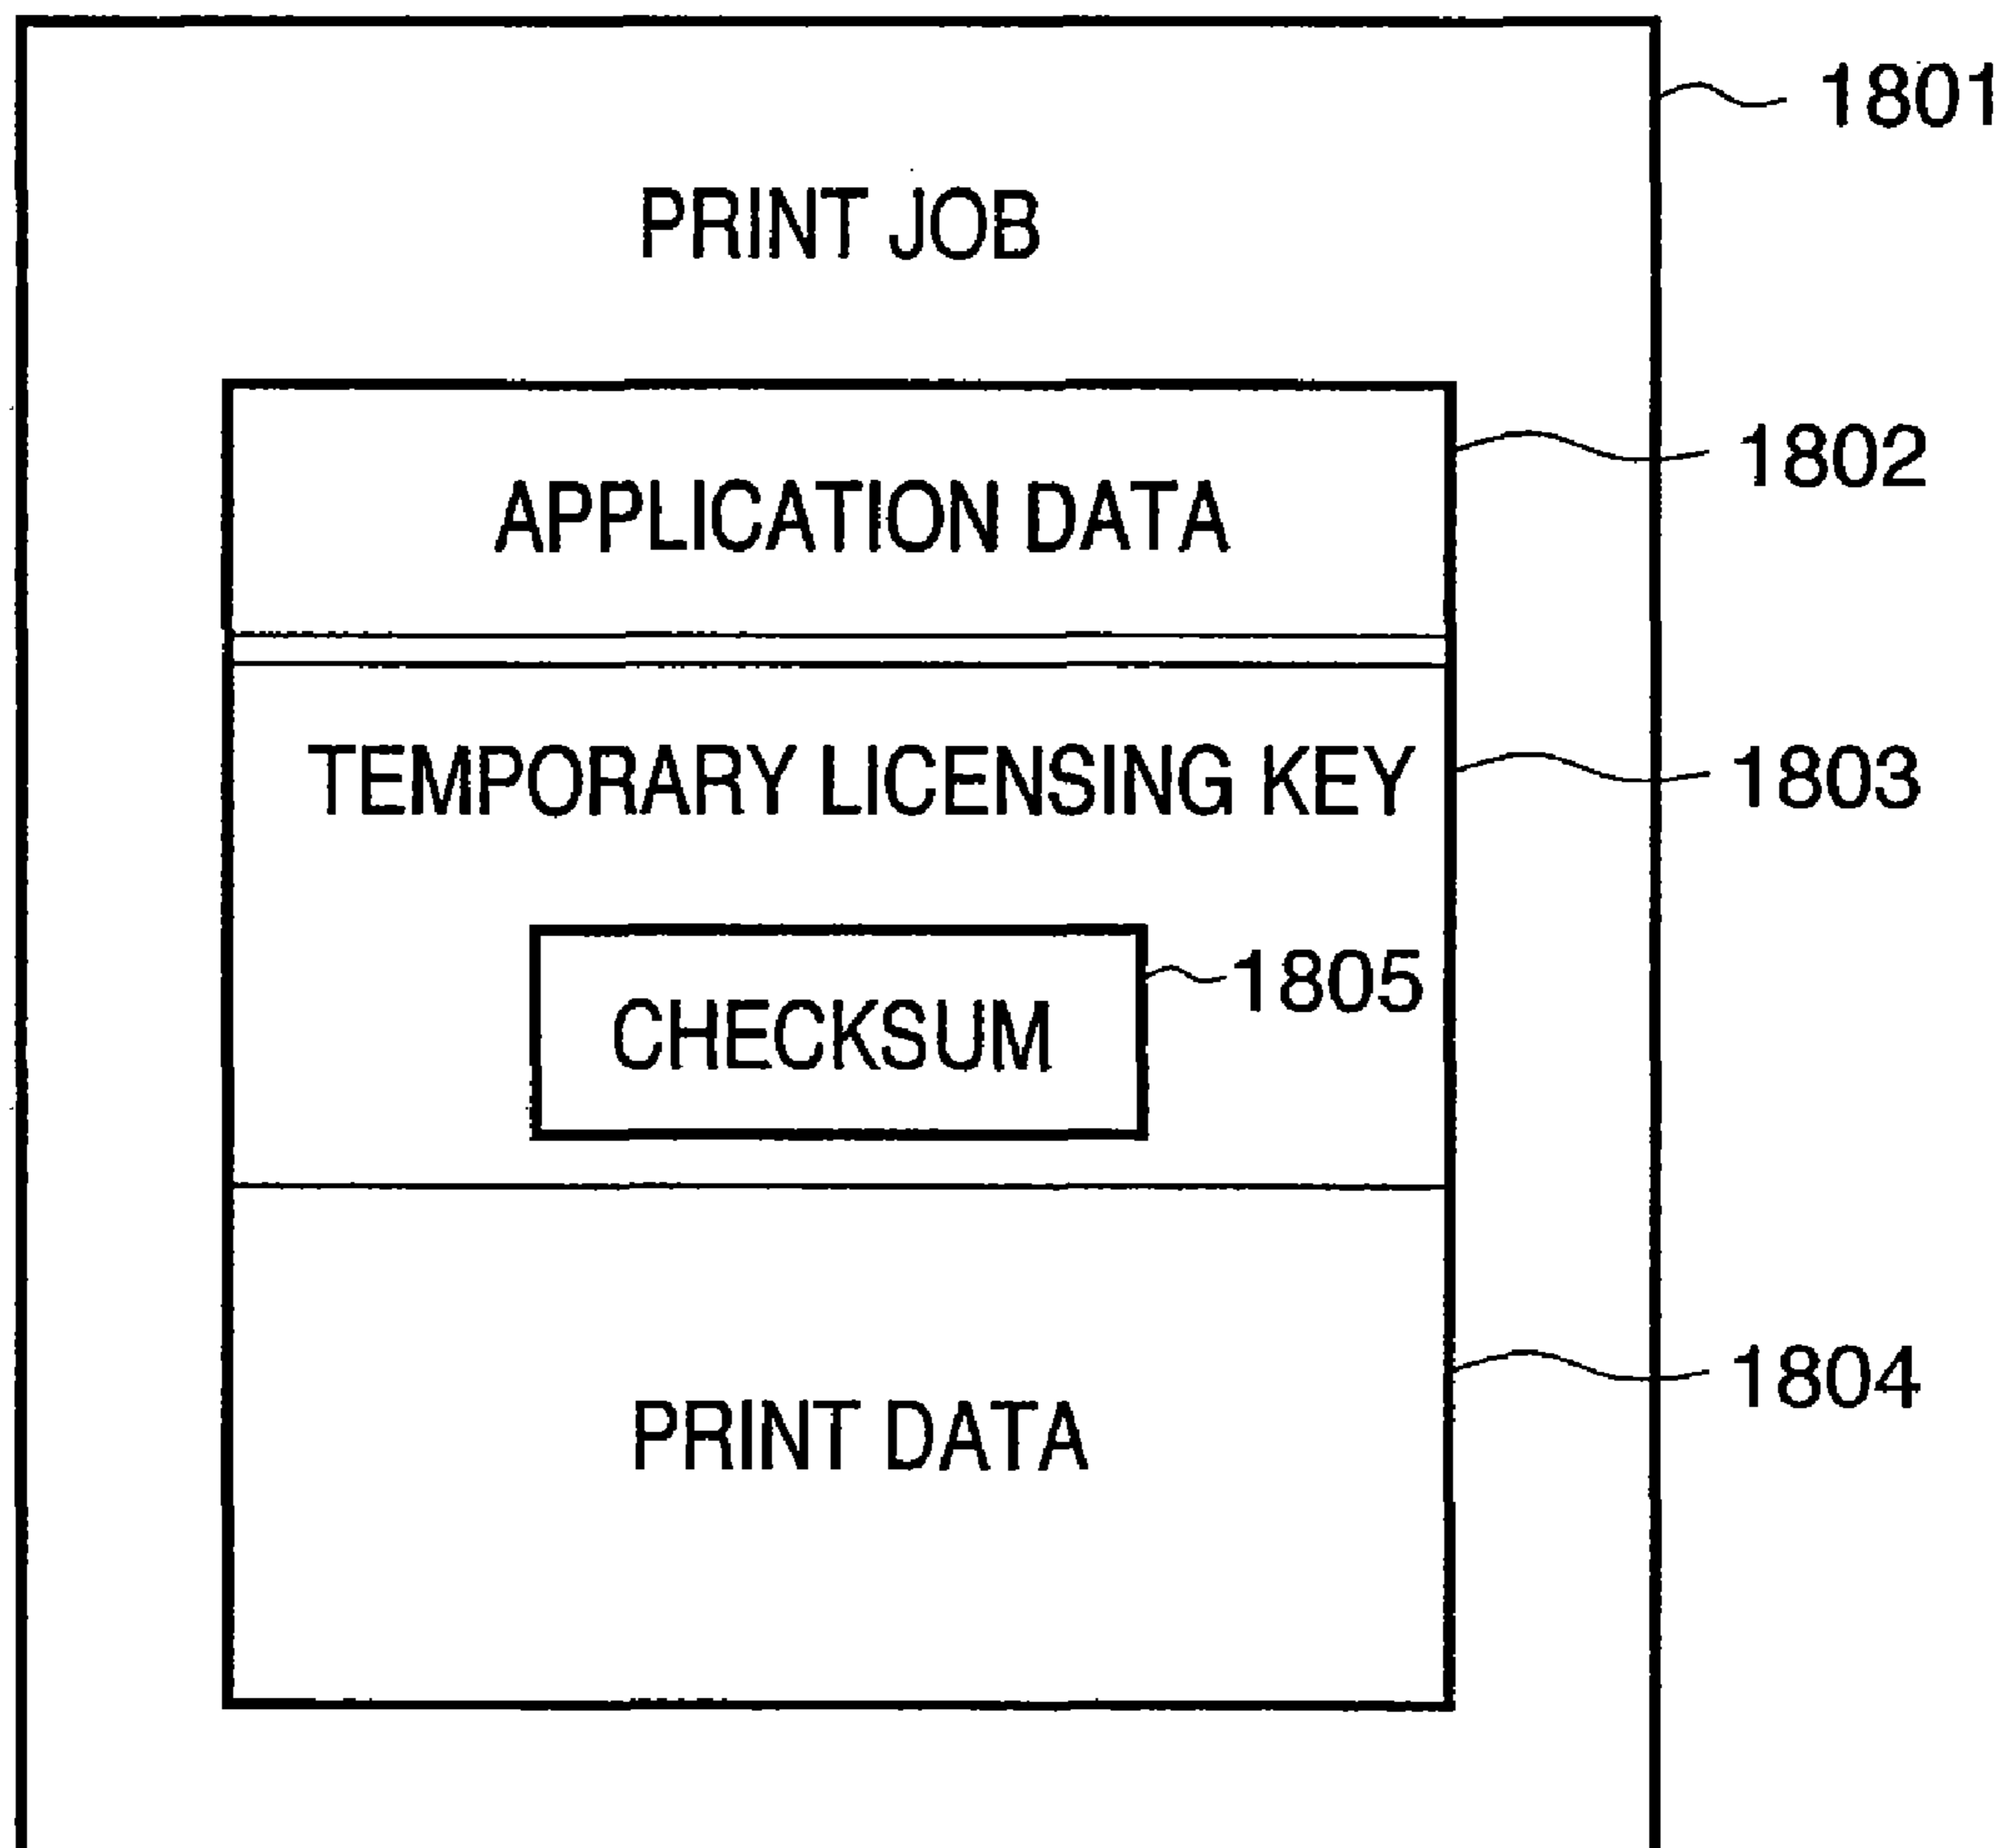 1801
PRINT JOB
1802
APPLICATION DATA
TEMPORARY LICENSING KEY
1803
1805
CHECKSUM
1804
PRINT DATA